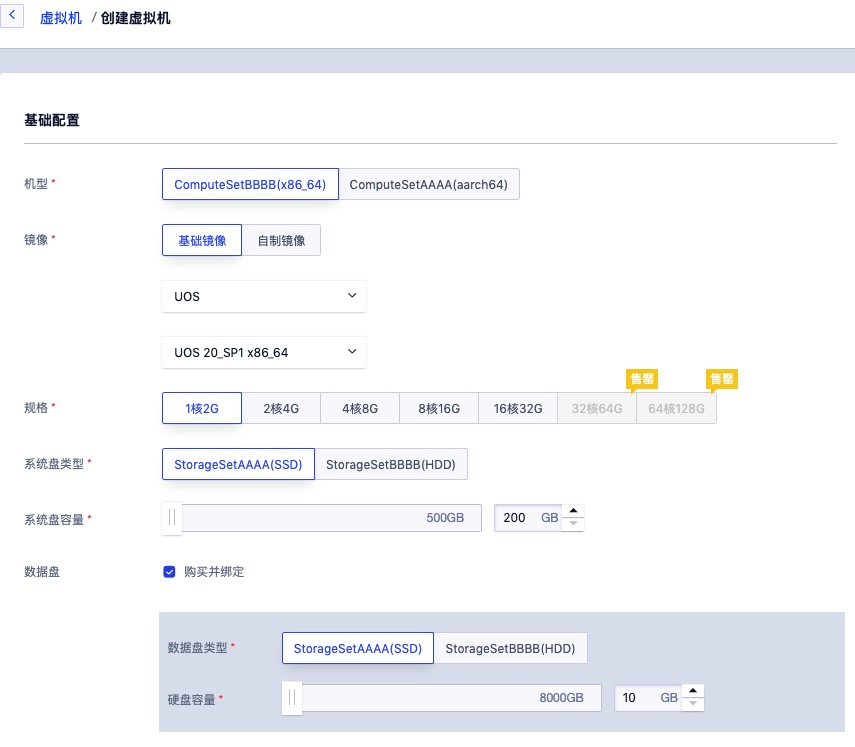 虚拟机 / 创建虚拟机
基础配置
机型 * ComputeSetBBBB(x86_64) ComputeSetAAAA(aarch64)
镜像 * 基础镜像 自制镜像
UOS
UOS 20_SP1 x86_64
售罄 售罄
规格 * 1核2G 2核4G 4核8G 8核16G 16核32G 32核64G 64核128G
系统盘类型 * StorageSetAAAA(SSD) StorageSetBBBB(HDD)
系统盘容量 * 500GB 200 GB
数据盘 购买并绑定
数据盘类型 * StorageSetAAAA(SSD) StorageSetBBBB(HDD)
硬盘容量 * 8000GB 10 GB